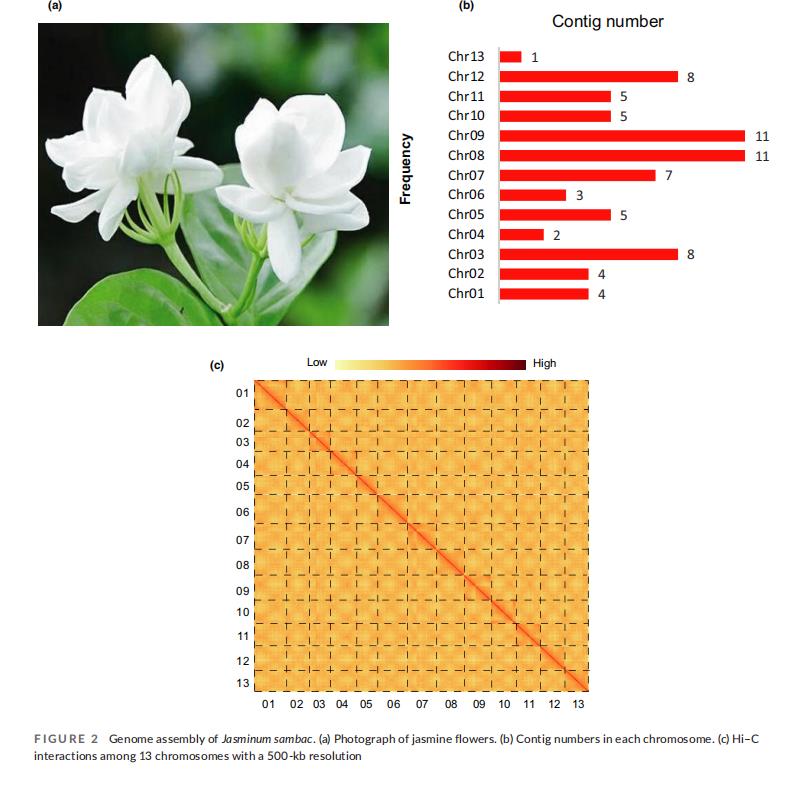 (a)
(b)
Contig number
Frequency
Chr13 1
Chr12 8
Chr11 5
Chr10 5
Chr09 11
Chr08 11
Chr07 7
Chr06 3
Chr05 5
Chr04 2
Chr03 8
Chr02 4
Chr01 4
(c)
Low High
01
02
03
04
05
06
07
08
09
10
11
12
13
01 02 03 04 05 06 07 08 09 10 11 12 13
FIGURE 2 Genome assembly of Jasminum sambac. (a) Photograph of jasmine flowers. (b) Contig numbers in each chromosome. (c) Hi–C
interactions among 13 chromosomes with a 500-kb resolution